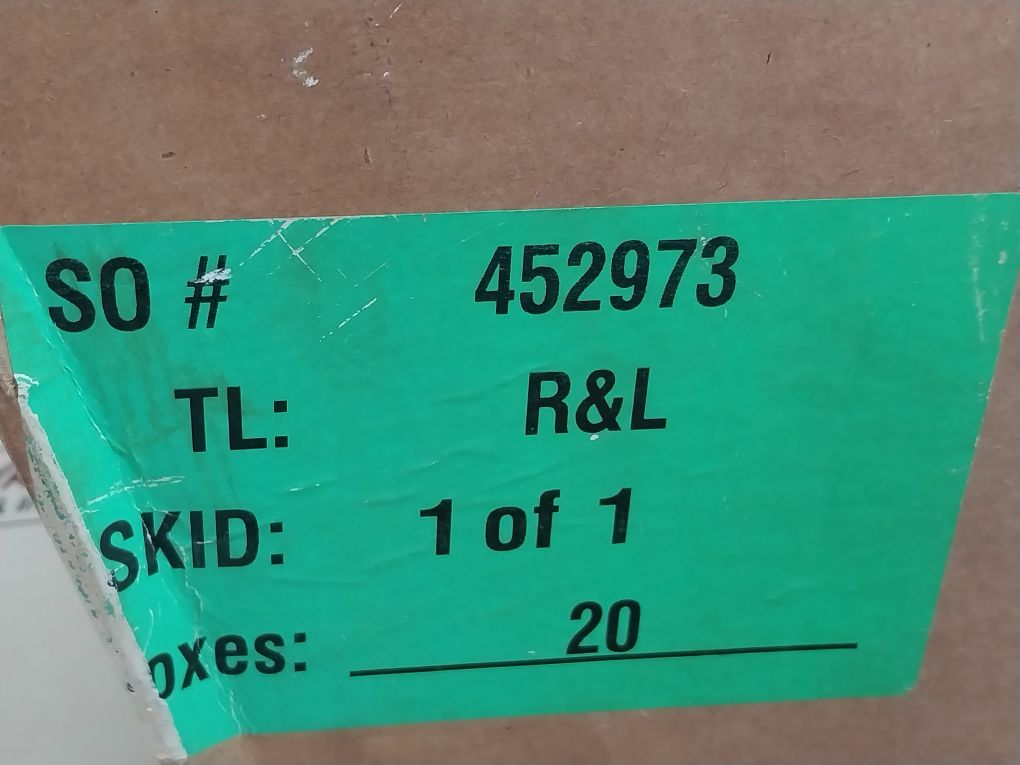 SO # 452973
TL: R&L
SKID: 1 of 1
oxes: 20